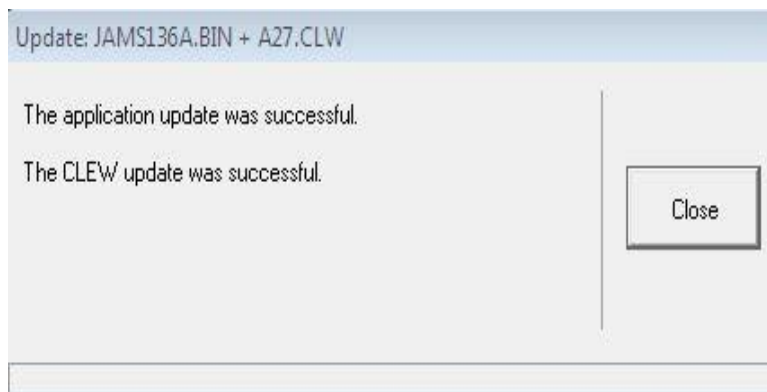 Update: JAMS136A.BIN + A27.CLW
The application update was successful.
The CLEW update was successful.
Close